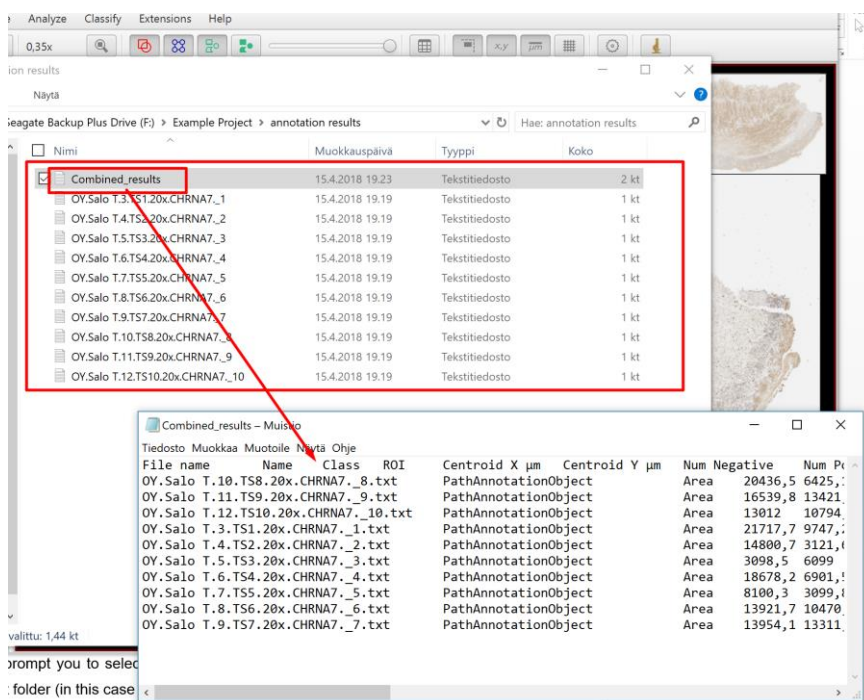 Analyze Classify Extensions Help
0,35x x,y µm
ion results
Näytä
Seagate Backup Plus Drive (F:) > Example Project > annotation results Hae: annotation results
Nimi Muokkauspäivä Tyyppi Koko
Combined_results 15.4.2018 19.23 Tekstitiedosto 2 kt
OY.Salo T.3.TS1.20x.CHRNA7._1 15.4.2018 19.19 Tekstitiedosto 1 kt
OY.Salo T.4.TS2.20x.CHRNA7._2 15.4.2018 19.19 Tekstitiedosto 1 kt
OY.Salo T.5.TS3.20x.CHRNA7._3 15.4.2018 19.19 Tekstitiedosto 1 kt
OY.Salo T.6.TS4.20x.CHRNA7._4 15.4.2018 19.19 Tekstitiedosto 1 kt
OY.Salo T.7.TS5.20x.CHRNA7._5 15.4.2018 19.19 Tekstitiedosto 1 kt
OY.Salo T.8.TS6.20x.CHRNA7._6 15.4.2018 19.19 Tekstitiedosto 1 kt
OY.Salo T.9.TS7.20x.CHRNA7._7 15.4.2018 19.19 Tekstitiedosto 1 kt
OY.Salo T.10.TS8.20x.CHRNA7._8 15.4.2018 19.19 Tekstitiedosto 1 kt
OY.Salo T.11.TS9.20x.CHRNA7._9 15.4.2018 19.19 Tekstitiedosto 1 kt
OY.Salo T.12.TS10.20x.CHRNA7._10 15.4.2018 19.19 Tekstitiedosto 1 kt
Combined_results – Muistio
Tiedosto Muokkaa Muotoile Näytä Ohje
File name Name Class ROI Centroid X µm Centroid Y µm Num Negative Num
OY.Salo T.10.TS8.20x.CHRNA7._8.txt PathAnnotationObject Area 20436,5 6425,
OY.Salo T.11.TS9.20x.CHRNA7._9.txt PathAnnotationObject Area 16539,8 13421
OY.Salo T.12.TS10.20x.CHRNA7._10.txt PathAnnotationObject Area 13012 10794
OY.Salo T.3.TS1.20x.CHRNA7._1.txt PathAnnotationObject Area 21717,7 9747,
OY.Salo T.4.TS2.20x.CHRNA7._2.txt PathAnnotationObject Area 14800,7 3121,
OY.Salo T.5.TS3.20x.CHRNA7._3.txt PathAnnotationObject Area 3098,5 6099
OY.Salo T.6.TS4.20x.CHRNA7._4.txt PathAnnotationObject Area 18678,2 6901,
OY.Salo T.7.TS5.20x.CHRNA7._5.txt PathAnnotationObject Area 8100,3 3099,
OY.Salo T.8.TS6.20x.CHRNA7._6.txt PathAnnotationObject Area 13921,7 10470
OY.Salo T.9.TS7.20x.CHRNA7._7.txt PathAnnotationObject Area 13954,1 13311
valittu: 1,44 kt
prompt you to selec
folder (in this case